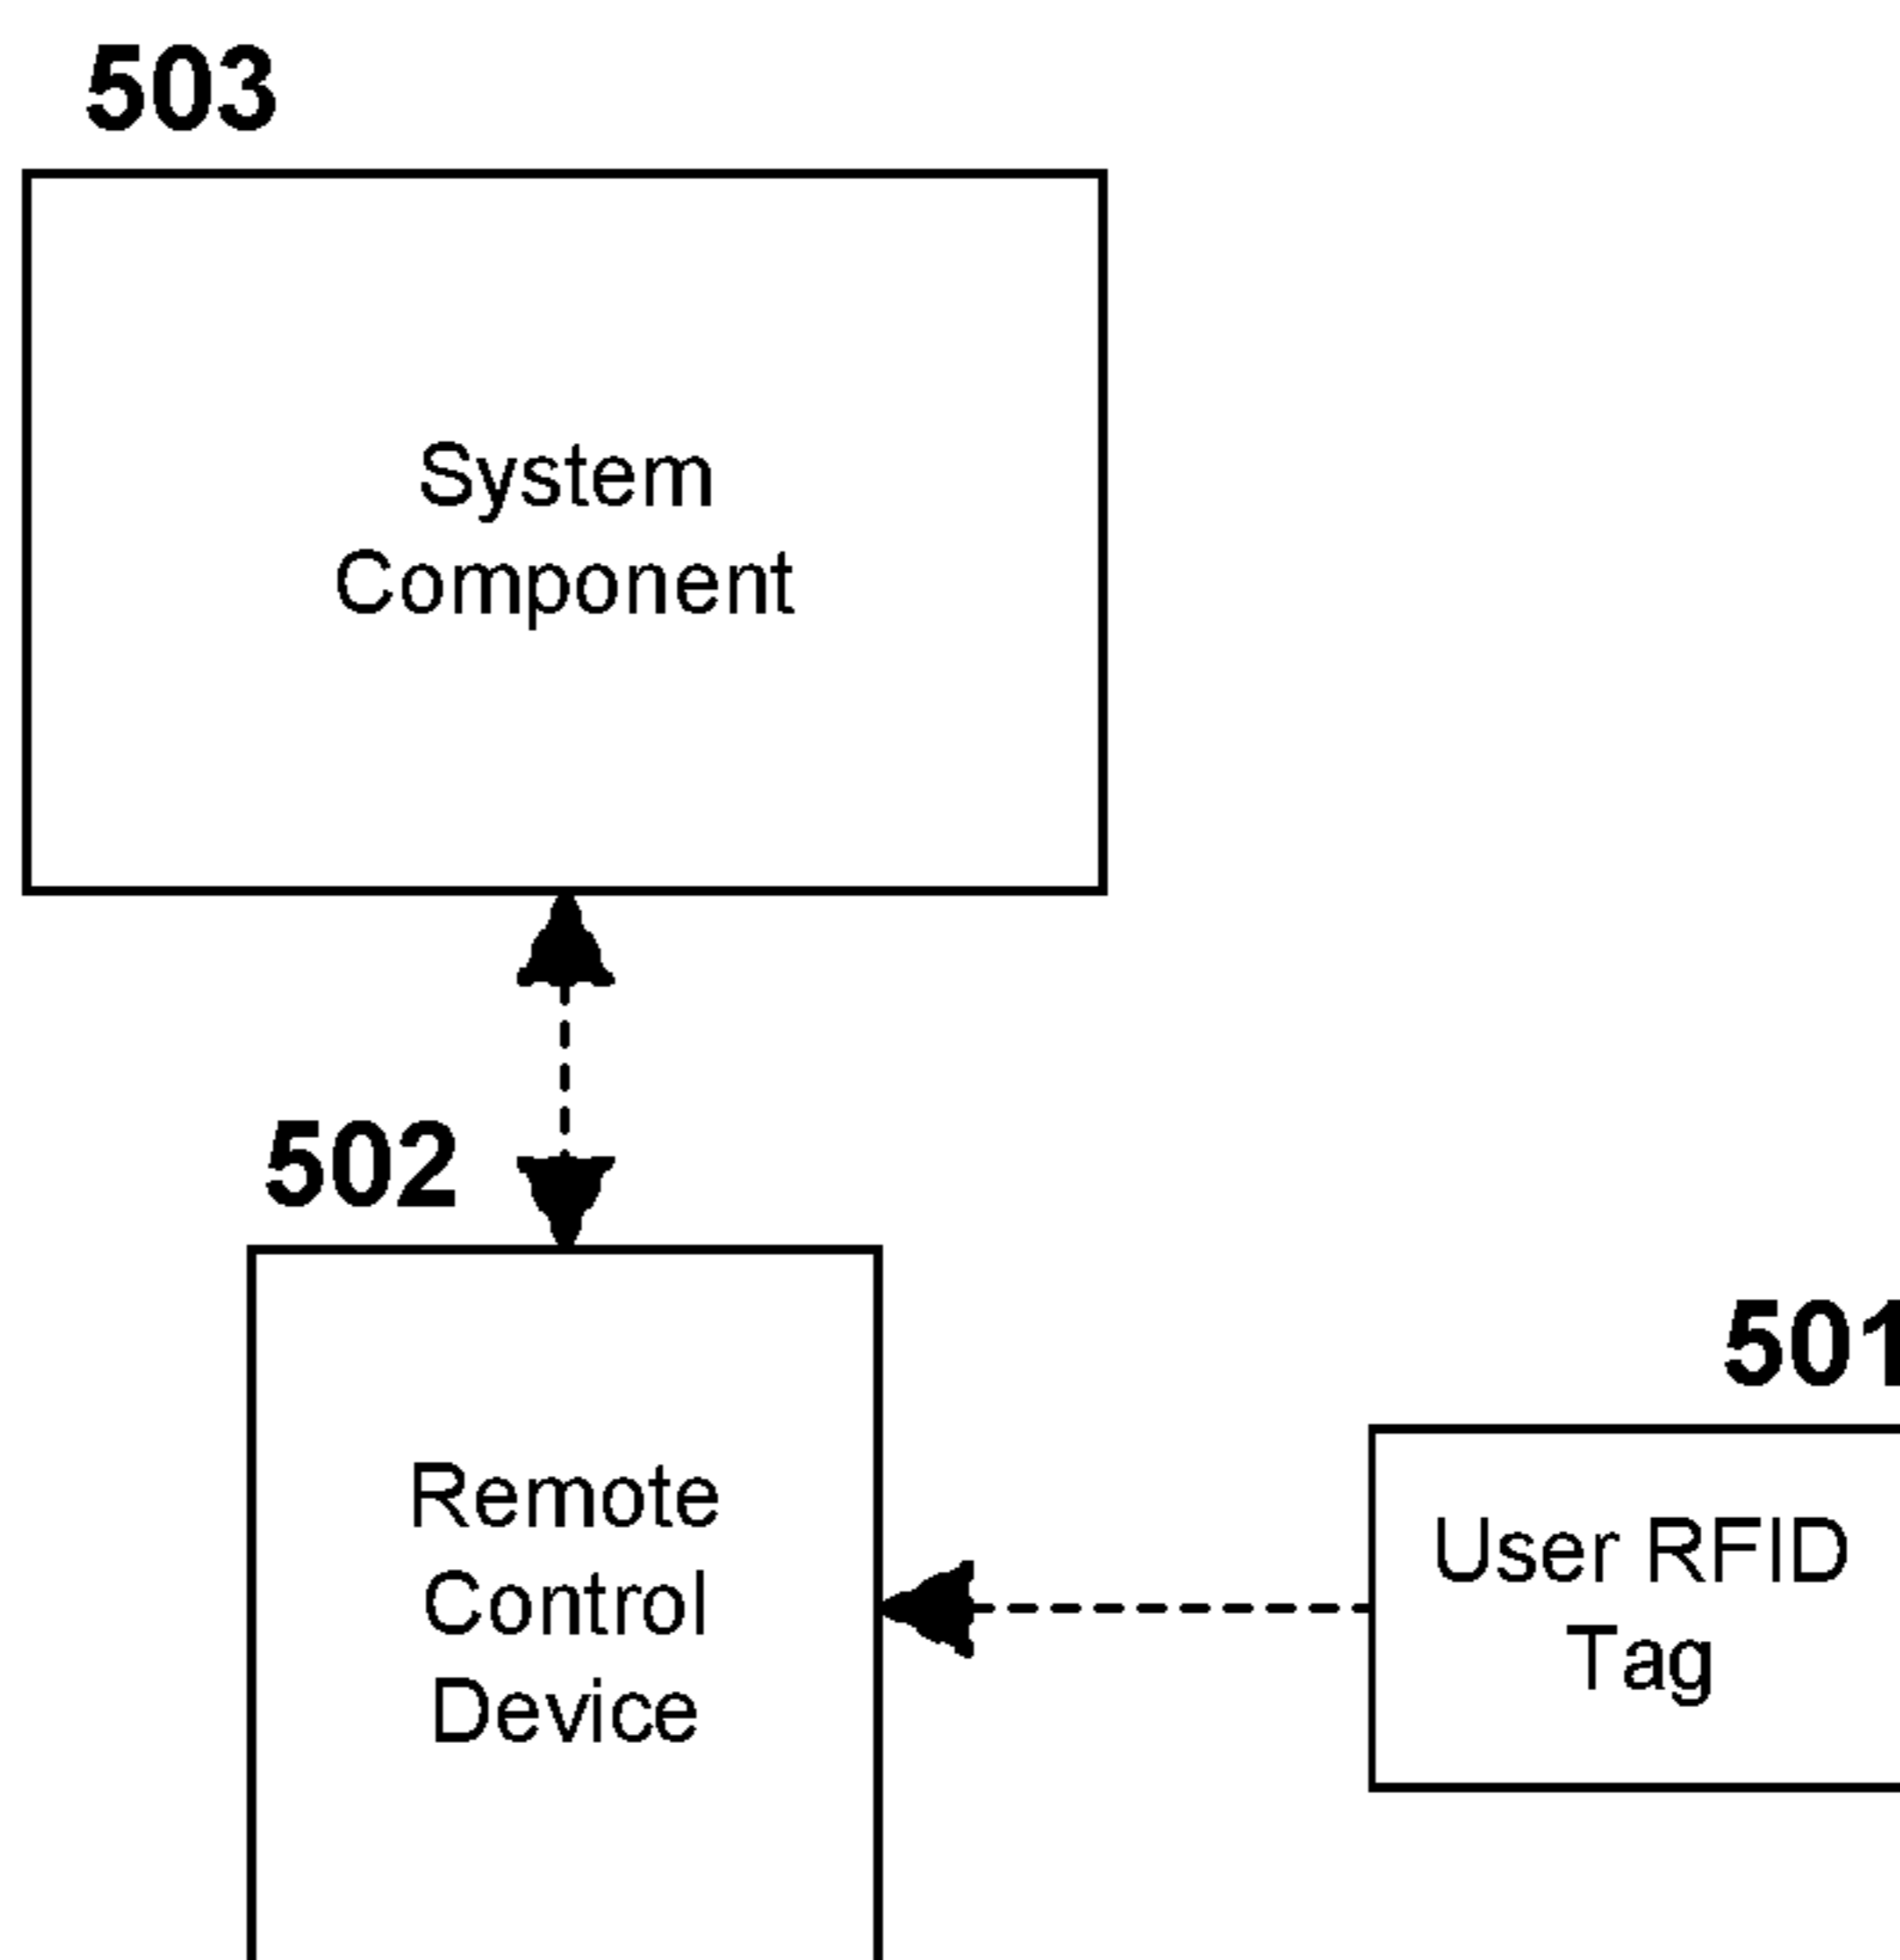 503
System
Component
502
501
Remote
Control
Device
User RFID
Tag